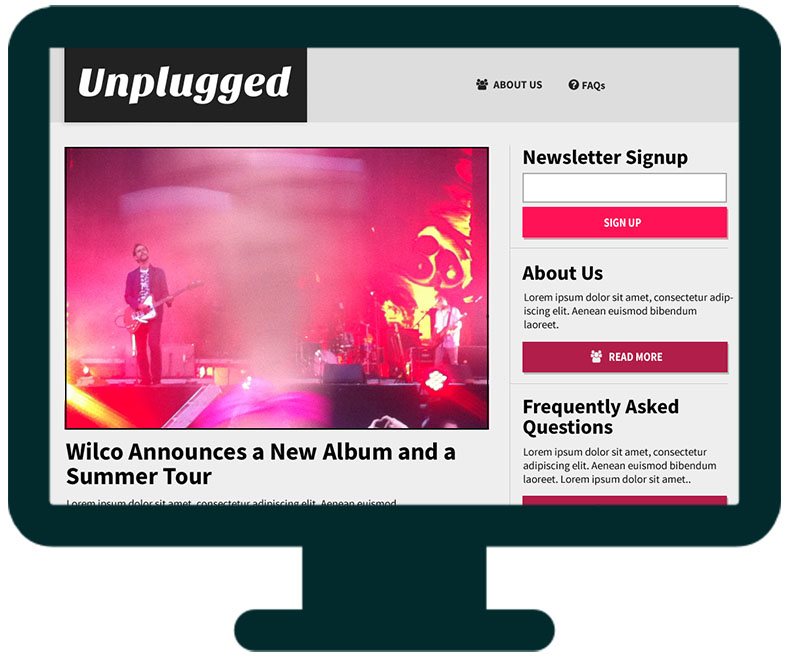 Unplugged
ABOUT US
FAQs
Wilco Announces a New Album and a
Summer Tour
Lorem ipsum dolor sit amet, consectetur adipiscing elit. Aenean euismod
Newsletter Signup
SIGN UP
About Us
Lorem ipsum dolor sit amet, consectetur adip-
iscing elit. Aenean euismod bibendum
laoreet.
READ MORE
Frequently Asked
Questions
Lorem ipsum dolor sit amet, consectetur
adipiscing elit. Aenean euismod bibendum
laoreet. Lorem ipsum dolor sit amet..